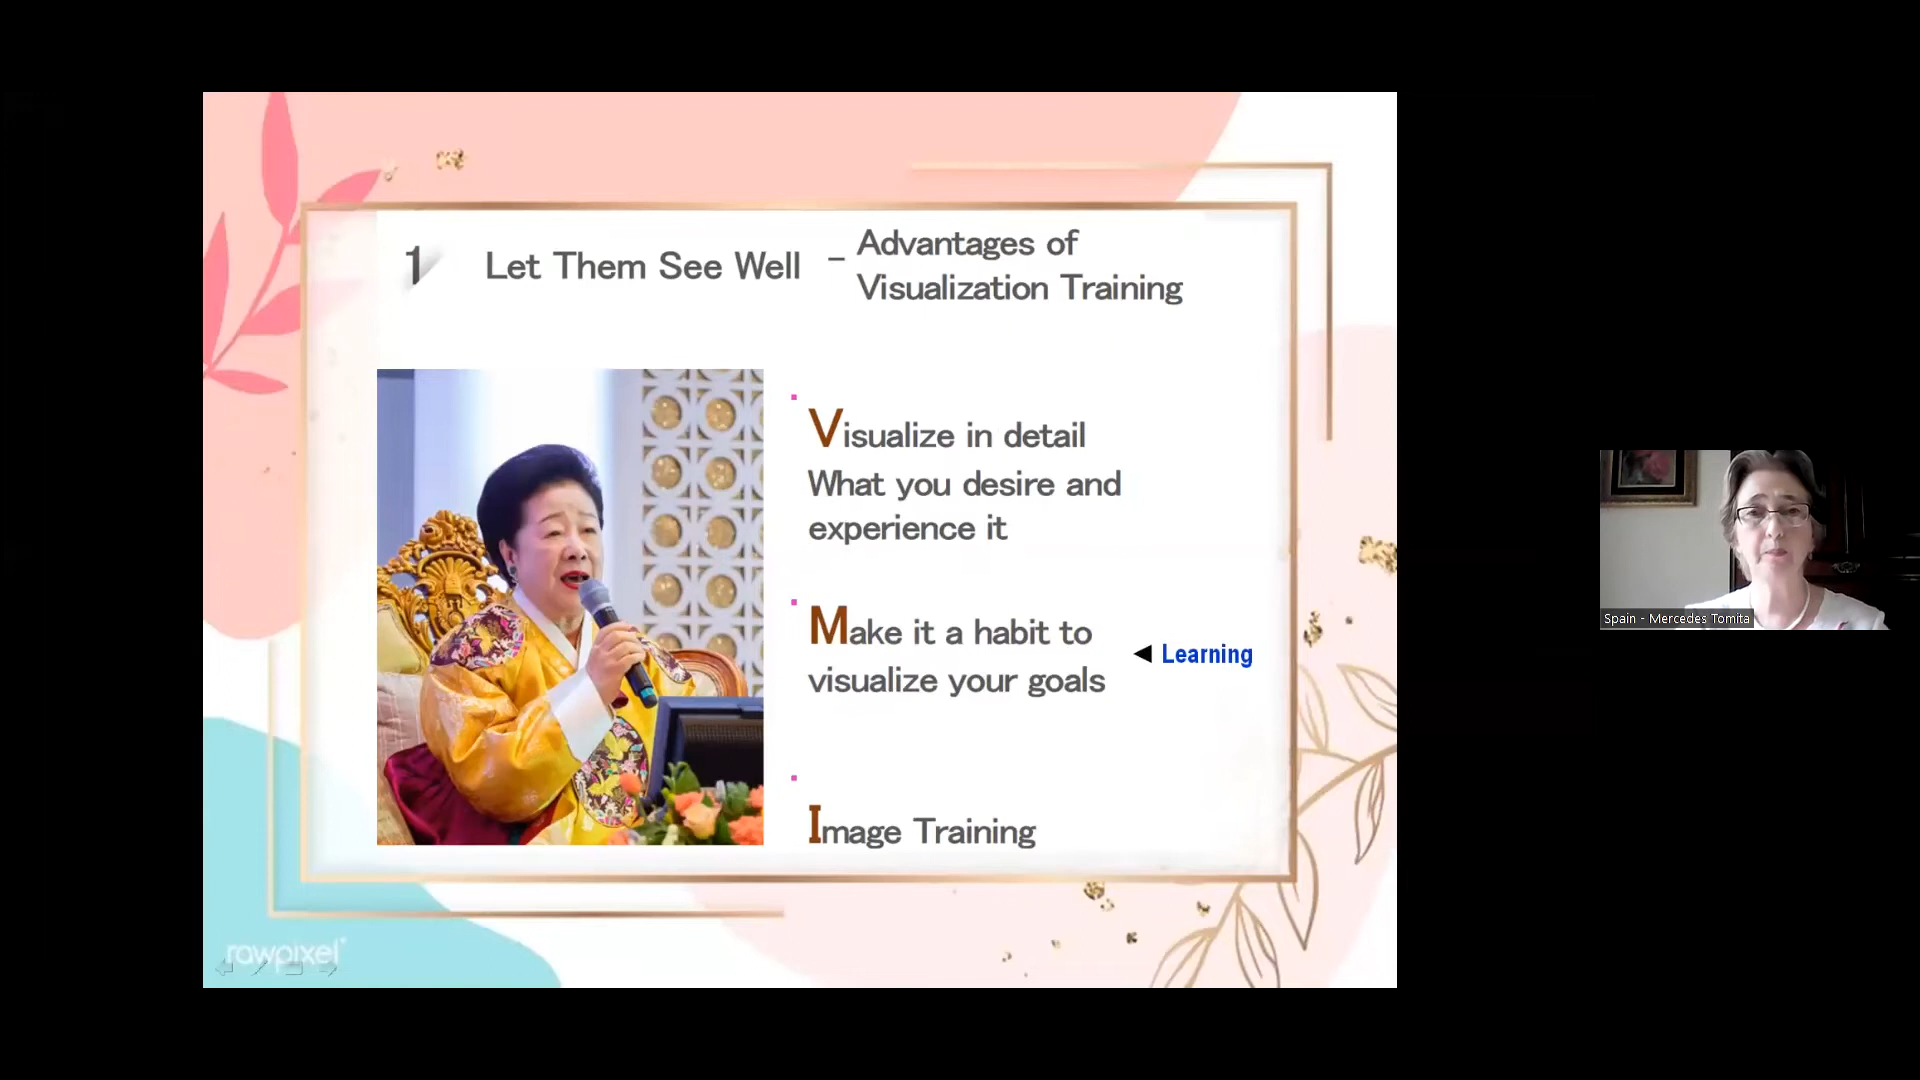 1 Let Them See Well – Advantages of
Visualization Training
Visualize in detail
What you desire and
experience it
Make it a habit to
visualize your goals
◄ Learning
Image Training
rawpixel
Spain - Mercedes Tomita